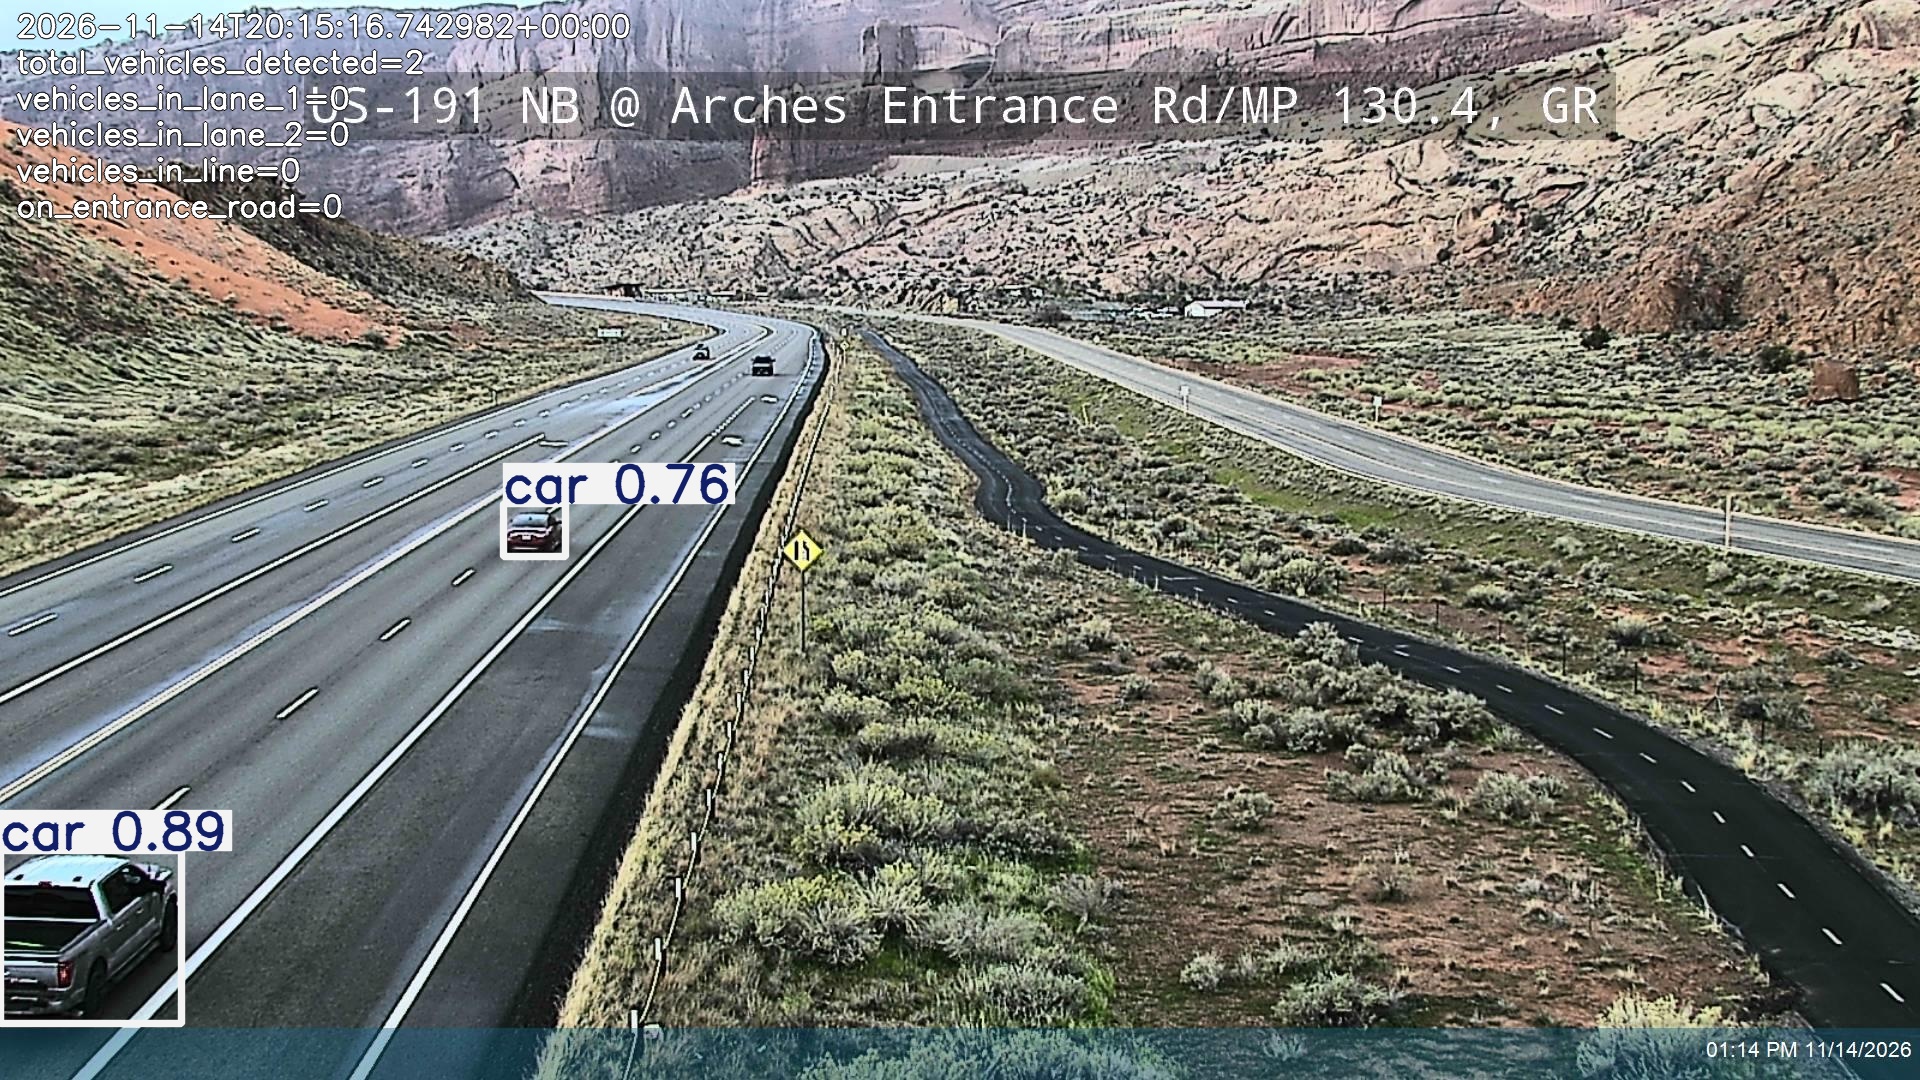 2026-11-14T20:15:16.742982+00:00
total_vehicles_detected=2
vehicles_in_lane_1=0
US-191 NB @ Arches Entrance Rd/MP 130.4, GR
vehicles_in_lane_2=0
vehicles_in_line=0
on_entrance_road=0
car 0.76
car 0.89
01:14 PM 11/14/2026